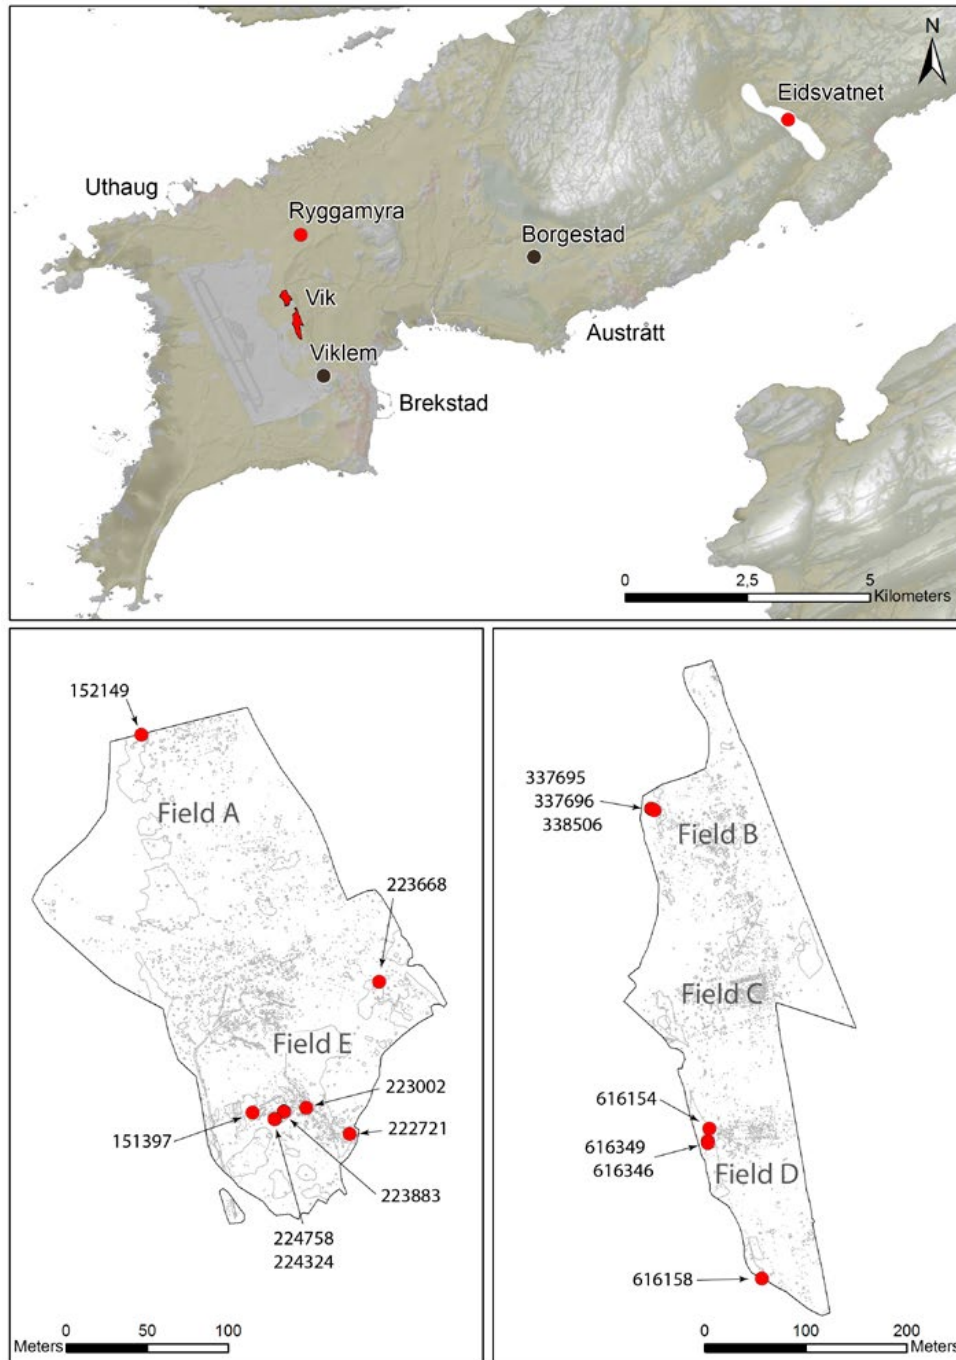 N
Eidsvatnet
Uthaug
Ryggamyra
Borgestad
Vik
Austrått
Viklem
Brekstad
0 2,5 5
Kilometers
152149
Field A
223668
Field E
223002
151397
222721
223883
224758
224324
Meters 0 50 100
337695
337696
338506
Field B
Field C
616154
616349
616346
Field D
616158
0 100 200
Meters